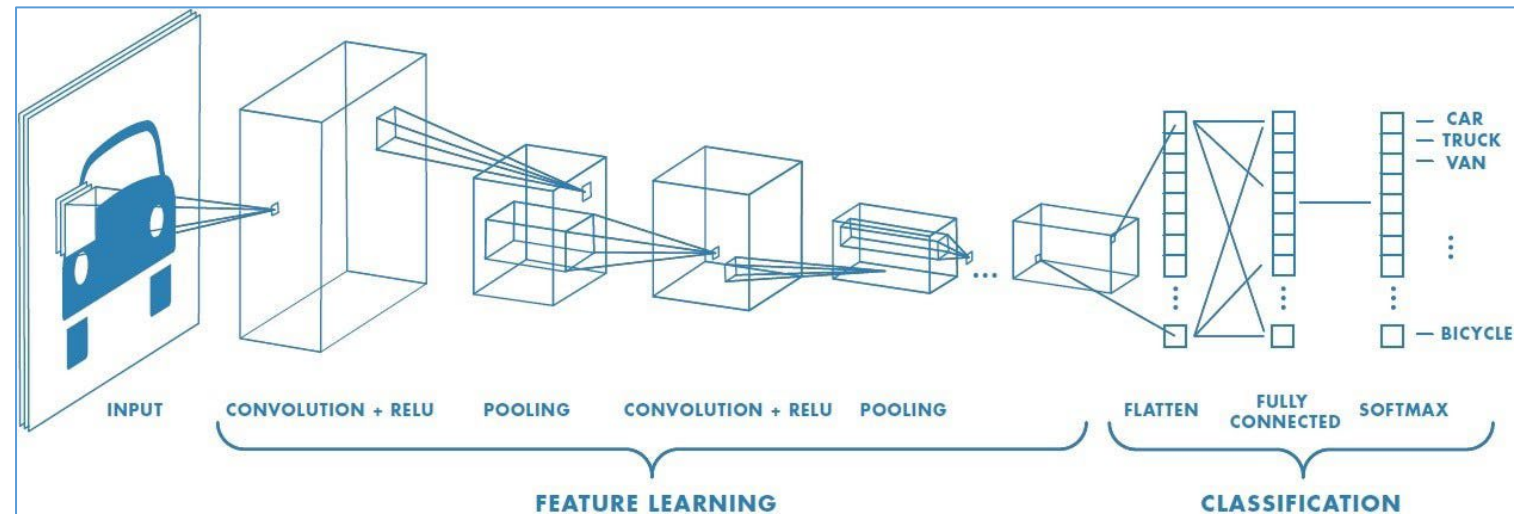 CAR
TRUCK
VAN
BICYCLE
INPUT
CONVOLUTION + RELU
POOLING
CONVOLUTION + RELU
POOLING
FLATTEN
FULLY
CONNECTED
SOFTMAX
FEATURE LEARNING
CLASSIFICATION